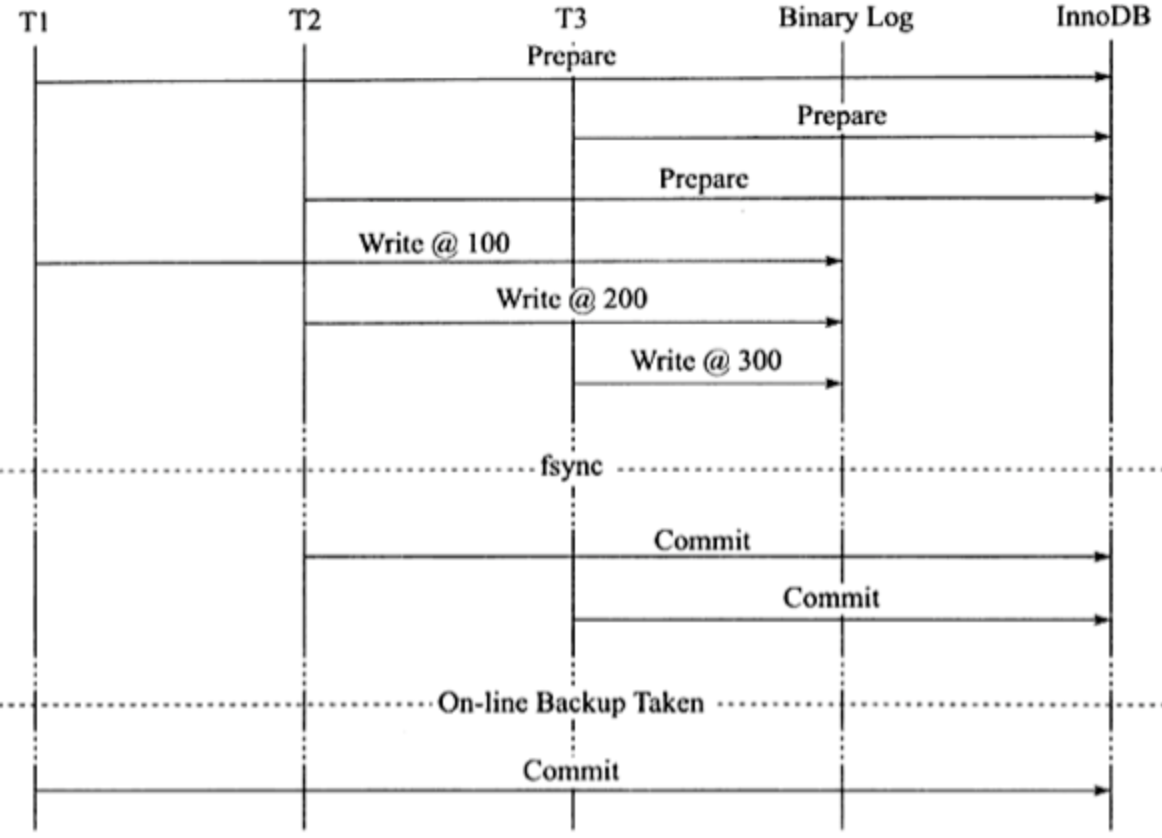 T1 T2 T3 Binary Log InnoDB
Prepare
Prepare
Prepare
Write @ 100
Write @ 200
Write @ 300
fsync
Commit
Commit
On-line Backup Taken
Commit